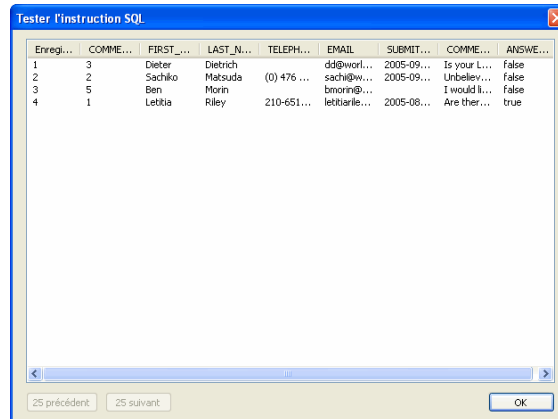 Tester l'instruction SQL
Enregi... COMME... FIRST_... LAST_N... TELEPH... EMAIL SUBMIT... COMME... ANSWE...
1 3 Dieter Dietrich dd@worl... 2005-09... Is your L... false
2 2 Sachiko Matsuda (0) 476 ... sachi@w... 2005-09... Unbeliev... false
3 5 Ben Morin bmorin@... I would li... false
4 1 Letitia Riley 210-651... letitiarile... 2005-08... Are ther... true
25 précédent 25 suivant OK